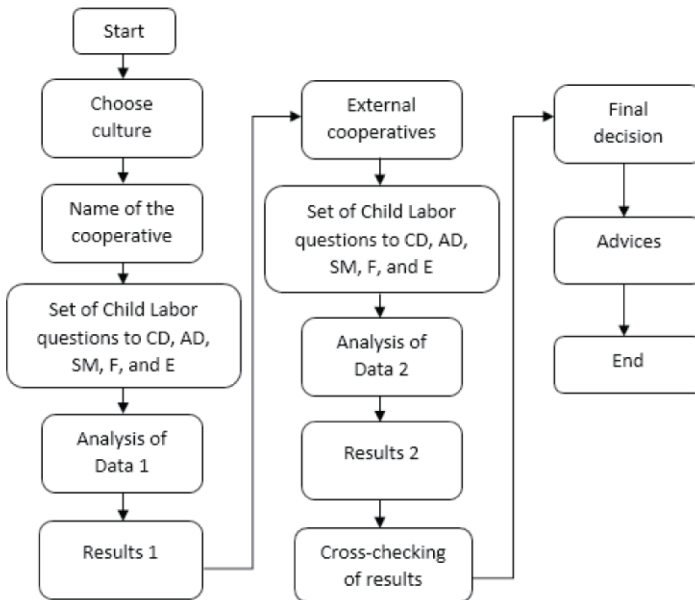 Start
Choose
culture
Name of the
cooperative
Set of Child Labor
questions to CD, AD,
SM, F, and E
Analysis of
Data 1
Results 1
External
cooperatives
Set of Child Labor
questions to CD, AD,
SM, F, and E
Analysis of
Data 2
Results 2
Cross-checking
of results
Final
decision
Advices
End